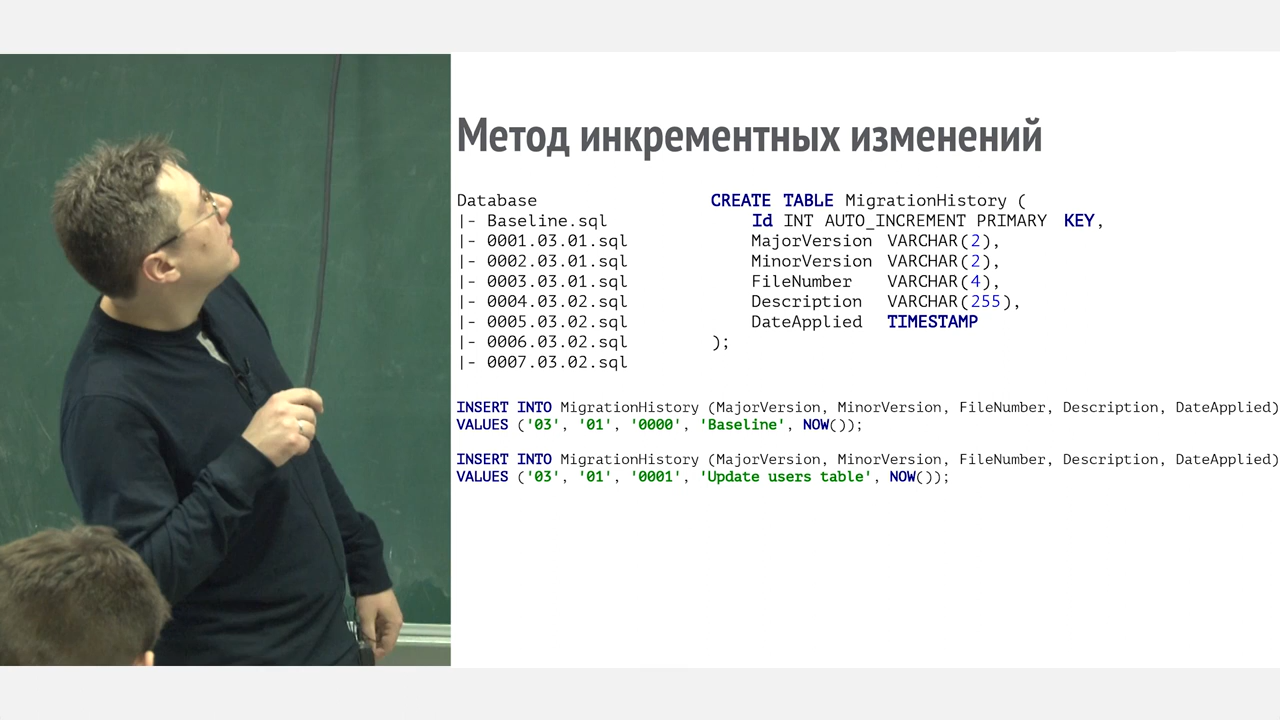 Метод инкрементных изменений
Database
|- Baseline.sql
|- 0001.03.01.sql
|- 0002.03.01.sql
|- 0003.03.01.sql
|- 0004.03.02.sql
|- 0005.03.02.sql
|- 0006.03.02.sql
|- 0007.03.02.sql
CREATE TABLE MigrationHistory (
Id INT AUTO_INCREMENT PRIMARY KEY,
MajorVersion VARCHAR(2),
MinorVersion VARCHAR(2),
FileNumber VARCHAR(4),
Description VARCHAR(255),
DateApplied TIMESTAMP
);
INSERT INTO MigrationHistory (MajorVersion, MinorVersion, FileNumber, Description, DateApplied)
VALUES ('03', '01', '0000', 'Baseline', NOW());
INSERT INTO MigrationHistory (MajorVersion, MinorVersion, FileNumber, Description, DateApplied)
VALUES ('03', '01', '0001', 'Update users table', NOW());